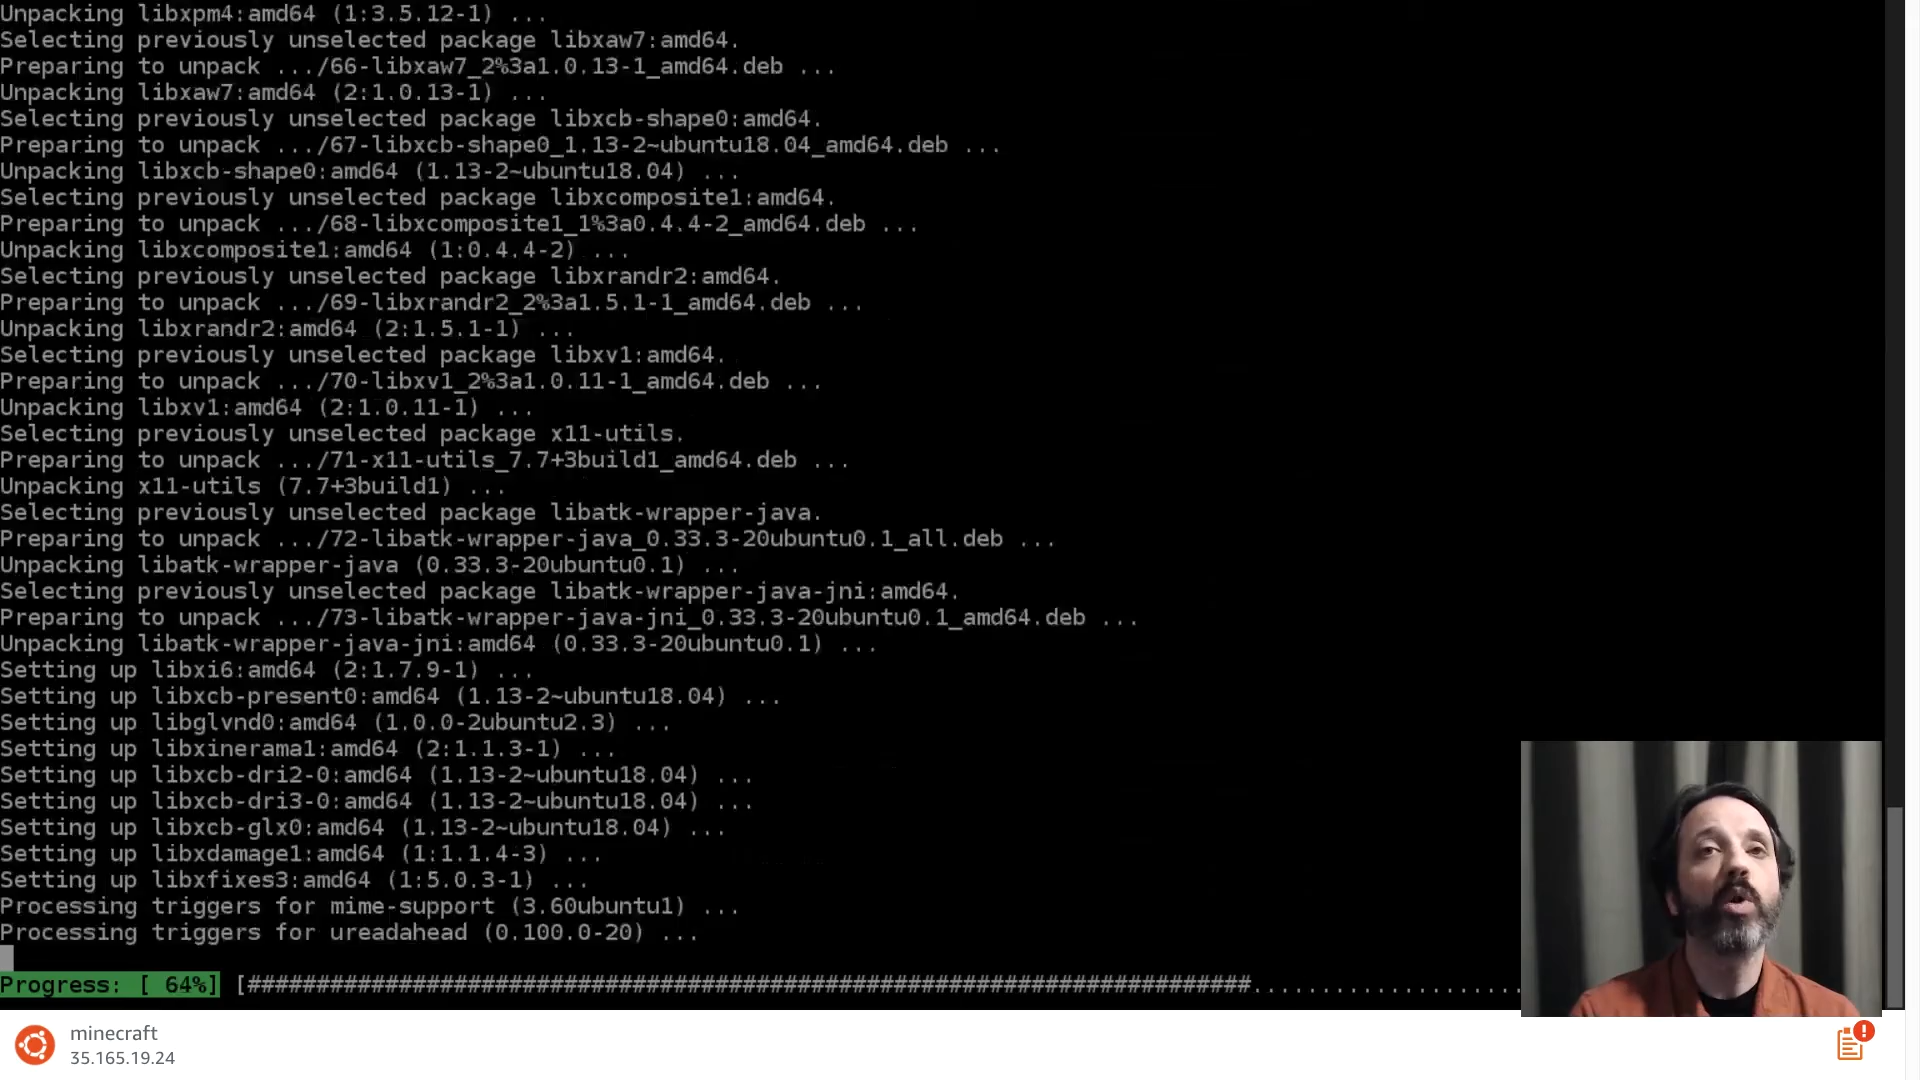 Unpacking libxpm4:amd64 (1:3.5.12-1) ...
Selecting previously unselected package libxaw7:amd64.
Preparing to unpack .../66-libxaw7_2%3a1.0.13-1_amd64.deb ...
Unpacking libxaw7:amd64 (2:1.0.13-1) ...
Selecting previously unselected package libxcb-shape0:amd64.
Preparing to unpack .../67-libxcb-shape0_1.13-2~ubuntu18.04_amd64.deb ...
Unpacking libxcb-shape0:amd64 (1.13-2~ubuntu18.04) ...
Selecting previously unselected package libxcomposite1:amd64.
Preparing to unpack .../68-libxcomposite1_1%3a0.4.4-2_amd64.deb ...
Unpacking libxcomposite1:amd64 (1:0.4.4-2) ...
Selecting previously unselected package libxrandr2:amd64.
Preparing to unpack .../69-libxrandr2_2%3a1.5.1-1_amd64.deb ...
Unpacking libxrandr2:amd64 (2:1.5.1-1) ...
Selecting previously unselected package libxv1:amd64.
Preparing to unpack .../70-libxv1_2%3a1.0.11-1_amd64.deb ...
Unpacking libxv1:amd64 (2:1.0.11-1) ...
Selecting previously unselected package x11-utils.
Preparing to unpack .../71-x11-utils_7.7+3build1_amd64.deb ...
Unpacking x11-utils (7.7+3build1) ...
Selecting previously unselected package libatk-wrapper-java.
Preparing to unpack .../72-libatk-wrapper-java_0.33.3-20ubuntu0.1_all.deb ...
Unpacking libatk-wrapper-java (0.33.3-20ubuntu0.1) ...
Selecting previously unselected package libatk-wrapper-java-jni:amd64.
Preparing to unpack .../73-libatk-wrapper-java-jni_0.33.3-20ubuntu0.1_amd64.deb ...
Unpacking libatk-wrapper-java-jni:amd64 (0.33.3-20ubuntu0.1) ...
Setting up libxi6:amd64 (2:1.7.9-1) ...
Setting up libxcb-present0:amd64 (1.13-2~ubuntu18.04) ...
Setting up libglvnd0:amd64 (1.0.0-2ubuntu2.3) ...
Setting up libxinerama1:amd64 (2:1.1.3-1) ...
Setting up libxcb-dri2-0:amd64 (1.13-2~ubuntu18.04) ...
Setting up libxcb-dri3-0:amd64 (1.13-2~ubuntu18.04) ...
Setting up libxcb-glx0:amd64 (1.13-2~ubuntu18.04) ...
Setting up libxdamage1:amd64 (1:1.1.4-3) ...
Setting up libxfixes3:amd64 (1:5.0.3-1) ...
Processing triggers for mime-support (3.60ubuntu1) ...
Processing triggers for ureadahead (0.100.0-20) ...
Progress: [ 64%] [#########################################################################....................
minecraft
35.165.19.24